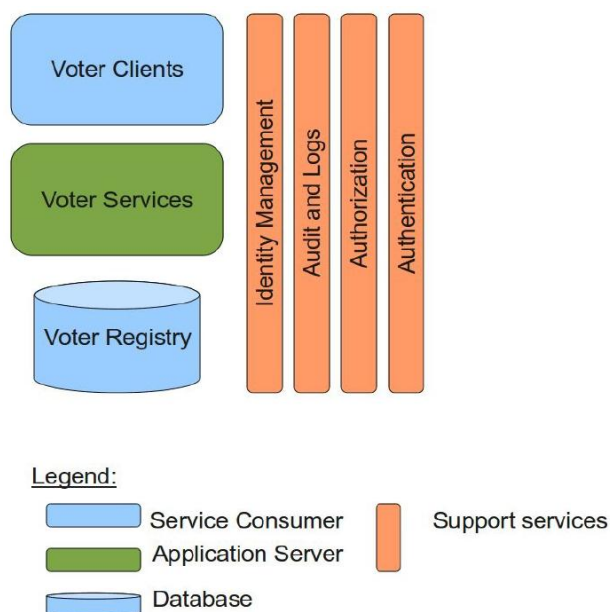 Voter Clients
Voter Services
Voter Registry
Identity Management
Audit and Logs
Authorization
Authentication
Legend:
Service Consumer
Application Server
Database
Support services